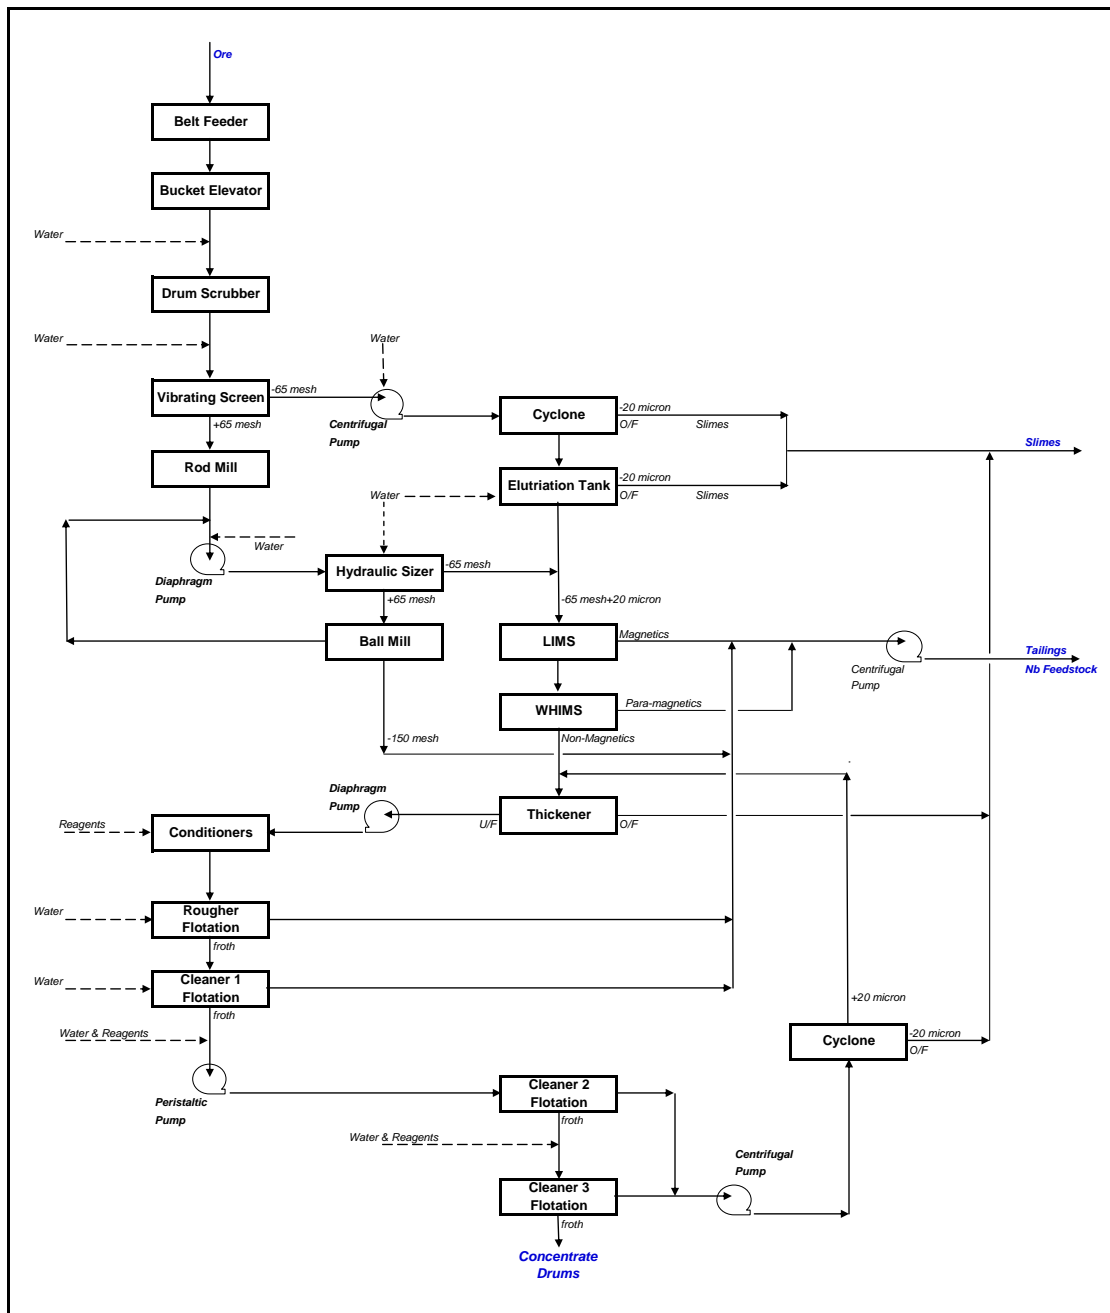 Ore
Belt Feeder
Bucket Elevator
Water
Drum Scrubber
Water
Water
Vibrating Screen
-65 mesh
+65 mesh
Centrifugal
Pump
Cyclone
-20 micron
O/F
Slimes
Slimes
Rod Mill
Elutriation Tank
-20 micron
O/F
Slimes
Water
Water
Diaphragm
Pump
Hydraulic Sizer
-65 mesh
+65 mesh
-65 mesh+20 micron
Ball Mill
LIMS
Magnetics
Centrifugal
Pump
Tailings
Nb Feedstock
WHIMS
Para-magnetics
-150 mesh
Non-Magnetics
Diaphragm
Pump
Thickener
U/F
O/F
Reagents
Conditioners
Water
Rougher
Flotation
froth
Water
Cleaner 1
Flotation
froth
+20 micron
Water & Reagents
Cyclone
-20 micron
O/F
Peristaltic
Pump
Cleaner 2
Flotation
froth
Water & Reagents
Centrifugal
Pump
Cleaner 3
Flotation
froth
Concentrate
Drums